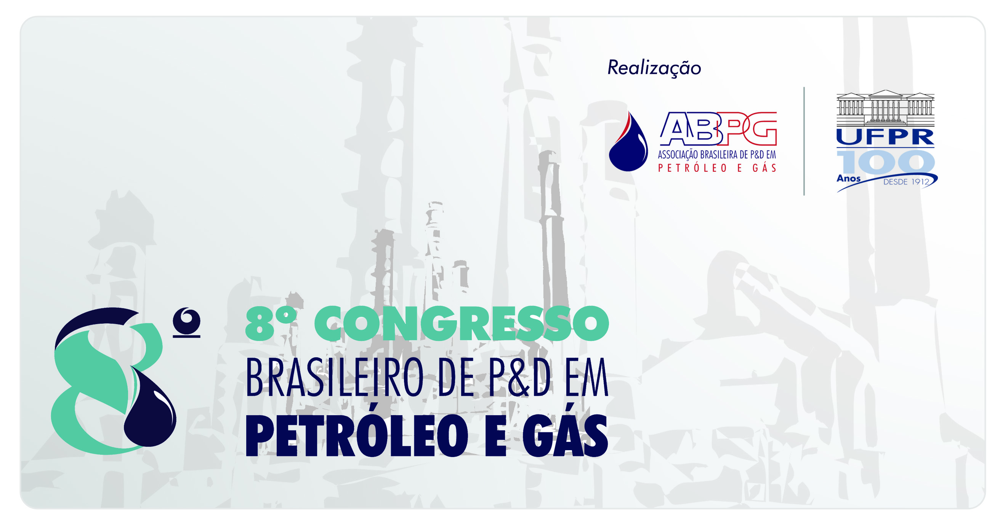 Realização
ABPG
ASSOCIAÇÃO BRASILEIRA DE P&D EM
PETRÓLEO E GÁS
UFPR
100
Anos
DESDE 1912
8º
8º CONGRESSO
BRASILEIRO DE P&D EM
PETRÓLEO E GÁS